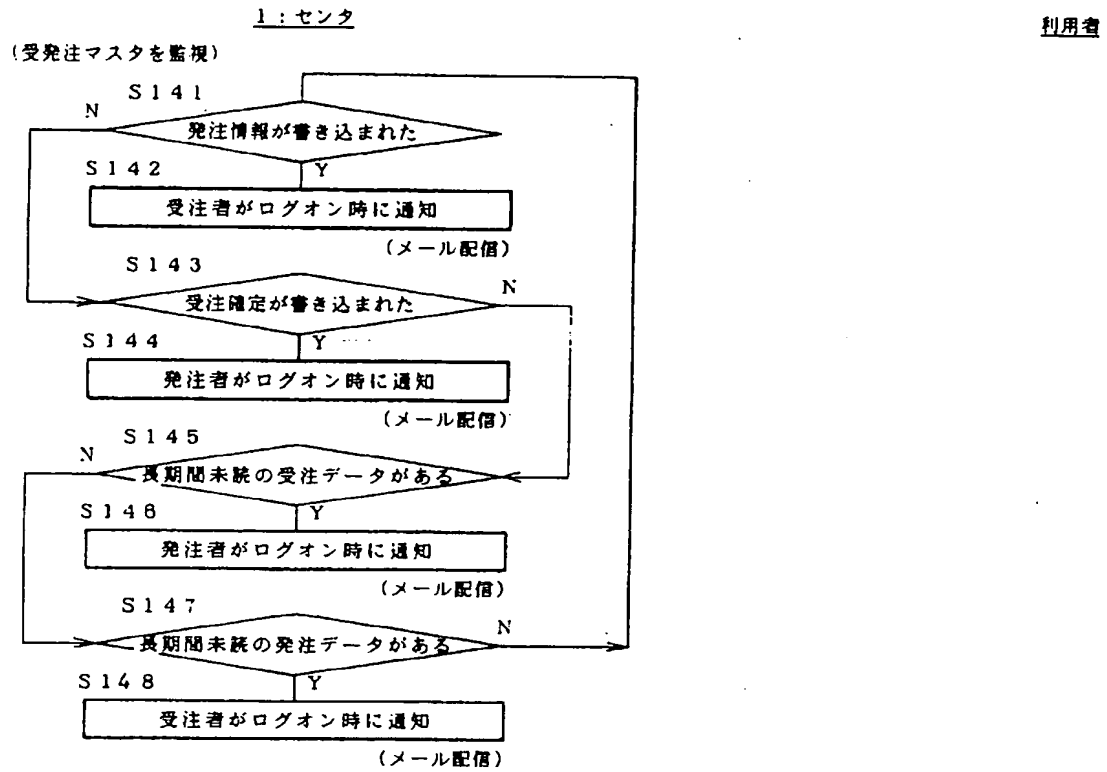 1：センタ
利用者
(受発注マスタを監視)
S141
N
発注情報が書き込まれた
Y
S142
受注者がログオン時に通知
(メール配信)
S143
N
受注確定が書き込まれた
Y
S144
発注者がログオン時に通知
(メール配信)
S145
N
長期間未読の受注データがある
Y
S146
発注者がログオン時に通知
(メール配信)
S147
N
長期間未読の発注データがある
Y
S148
受注者がログオン時に通知
(メール配信)